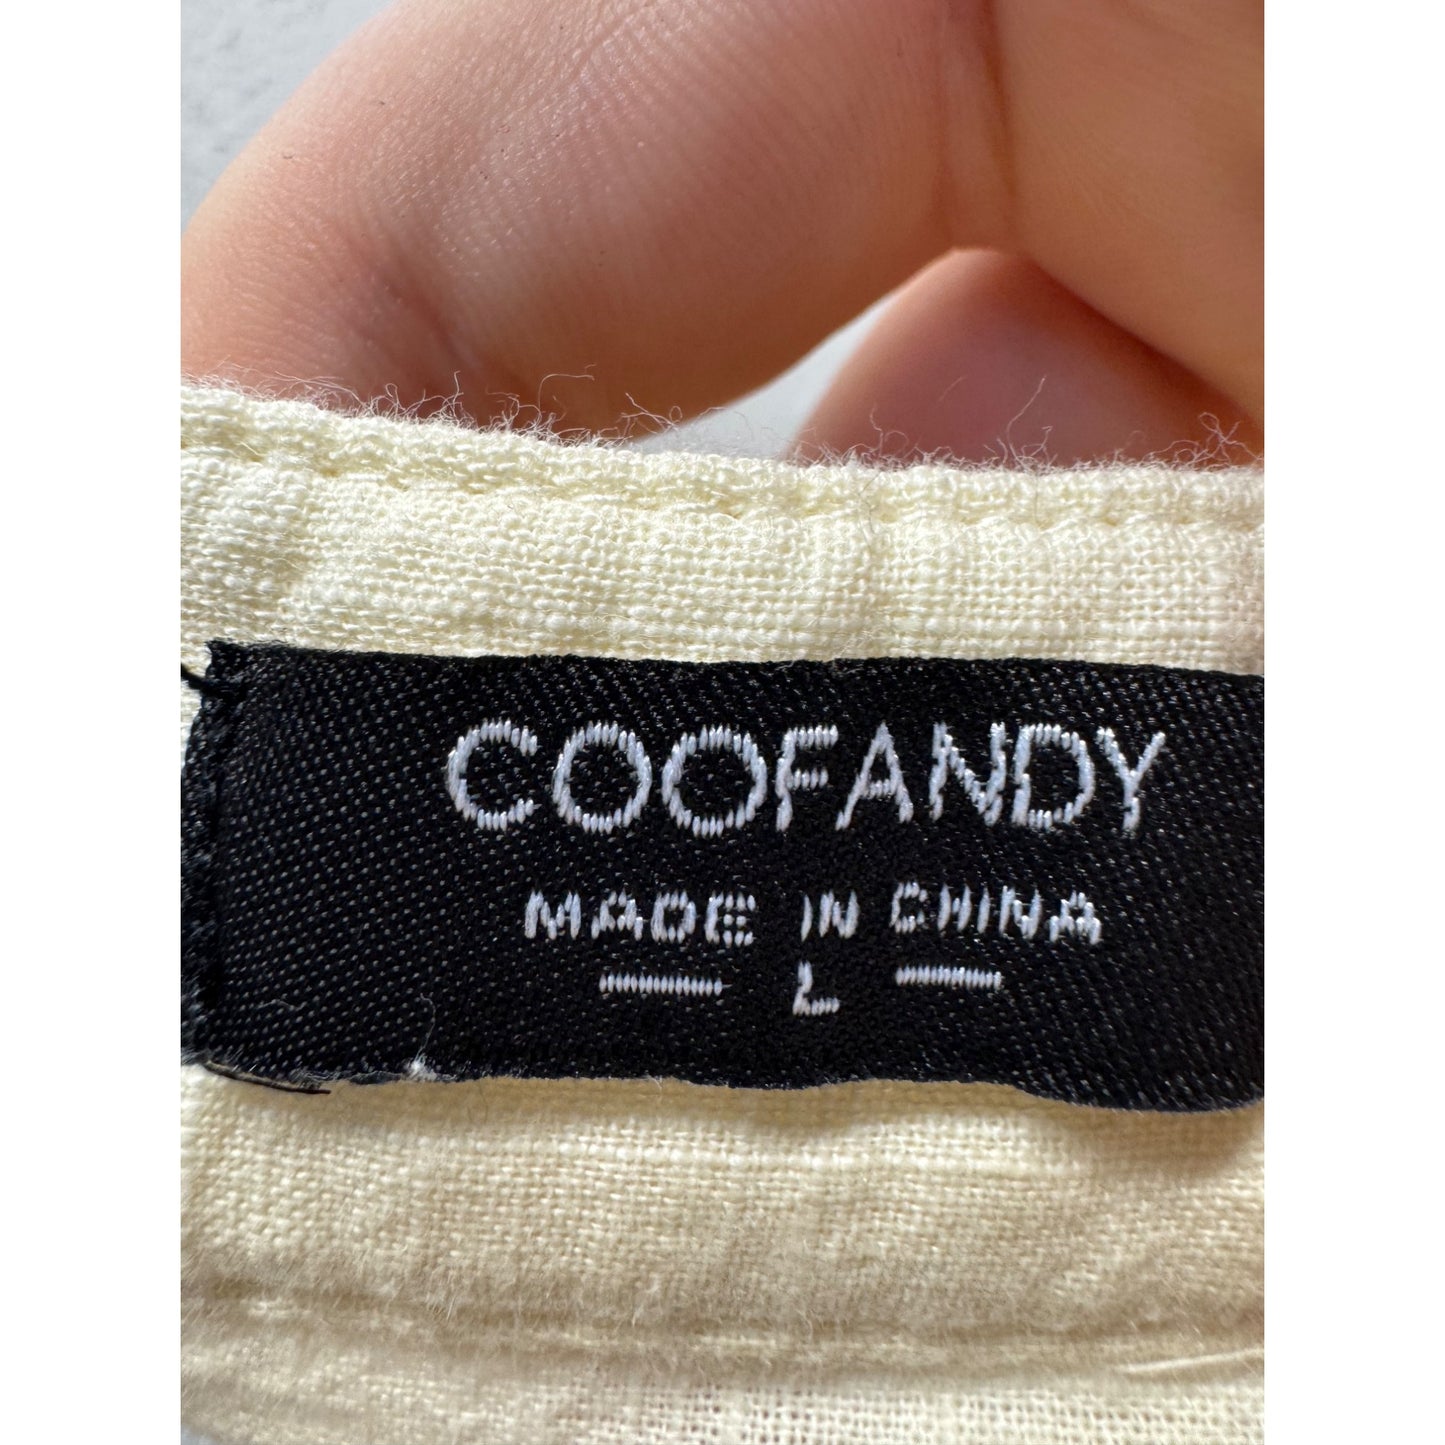 COOFANDY
MADE IN CHINA
— L —